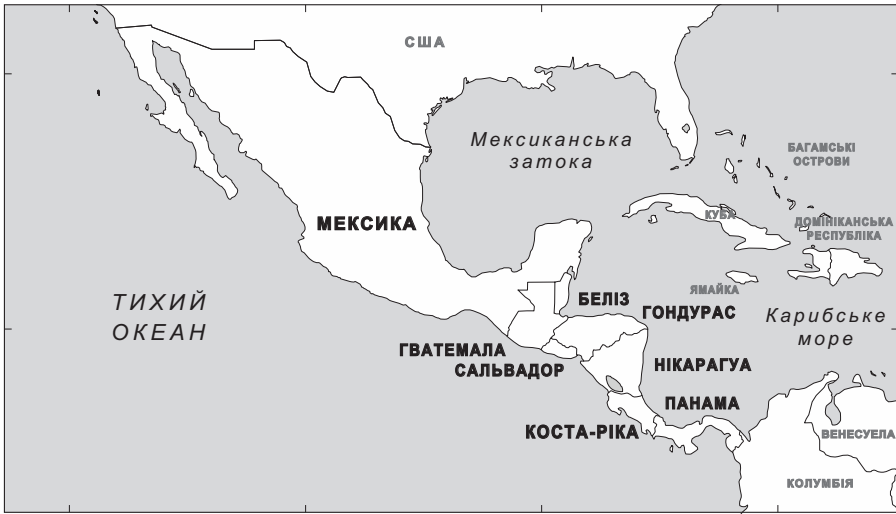 США
Мексиканська
затока
БАГАМСЬКІ
ОСТРОВИ
МЕКСИКА
КУБА
ДОМІНІКАНСЬКА
РЕСПУБЛІКА
ТИХИЙ
ОКЕАН
ЯМАЙКА
БЕЛІЗ
ГОНДУРАС
Карибське
море
ГВАТЕМАЛА
САЛЬВАДОР
НІКАРАГУА
ПАНАМА
КОСТА-РІКА
ВЕНЕСУЕЛА
КОЛУМБІЯ